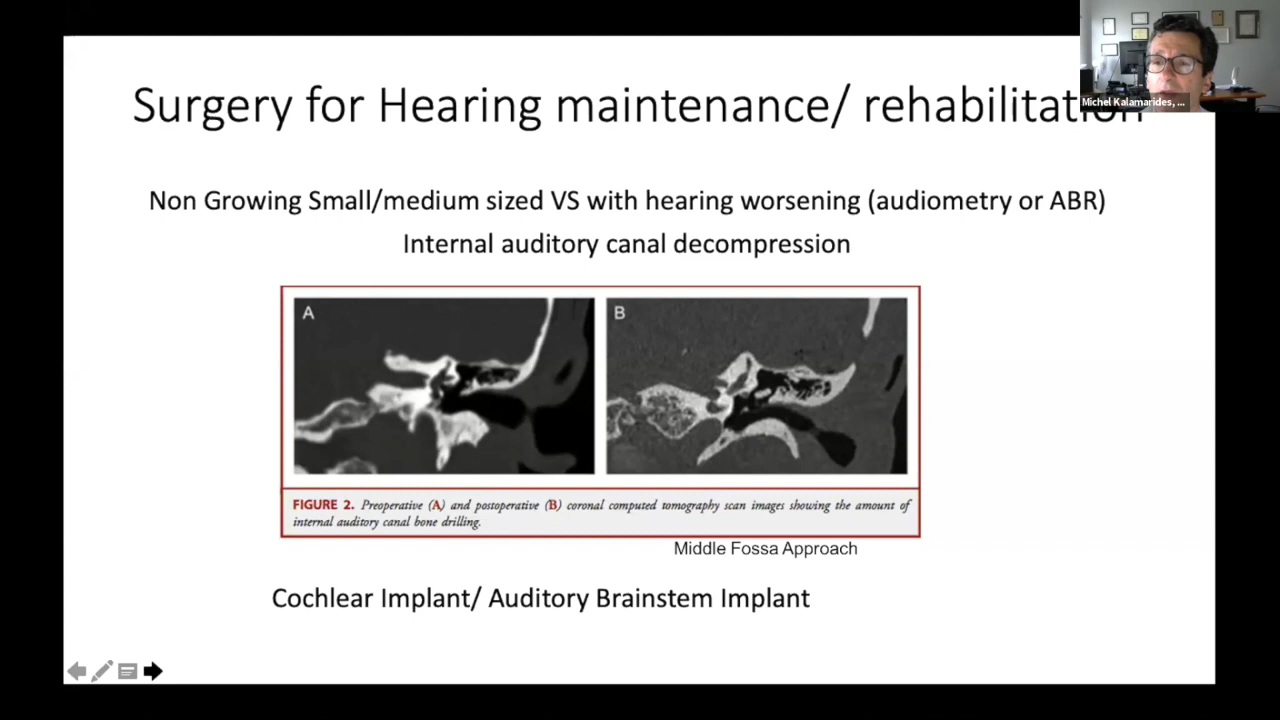 Surgery for Hearing maintenance/ rehabilitation
Michel Kalamarides, ...
Non Growing Small/medium sized VS with hearing worsening (audiometry or ABR)
Internal auditory canal decompression
A
B
FIGURE 2. Preoperative (A) and postoperative (B) coronal computed tomography scan images showing the amount of
internal auditory canal bone drilling.
Middle Fossa Approach
Cochlear Implant/ Auditory Brainstem Implant